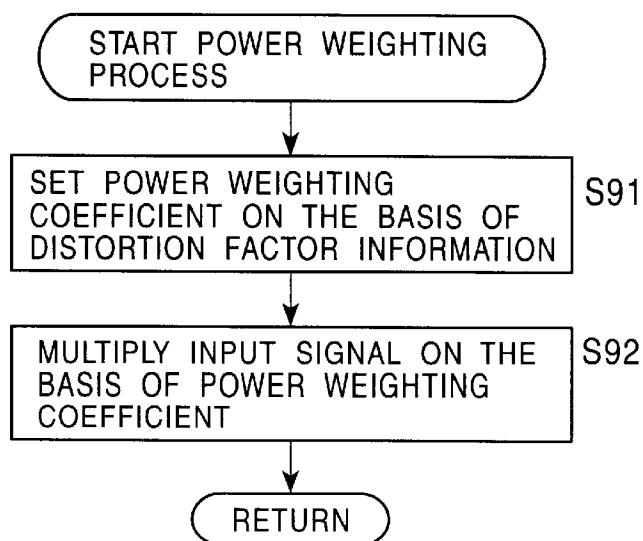 START POWER WEIGHTING
PROCESS
SET POWER WEIGHTING
COEFFICIENT ON THE BASIS OF
DISTORTION FACTOR INFORMATION
S91
MULTIPLY INPUT SIGNAL ON THE
BASIS OF POWER WEIGHTING
COEFFICIENT
S92
RETURN